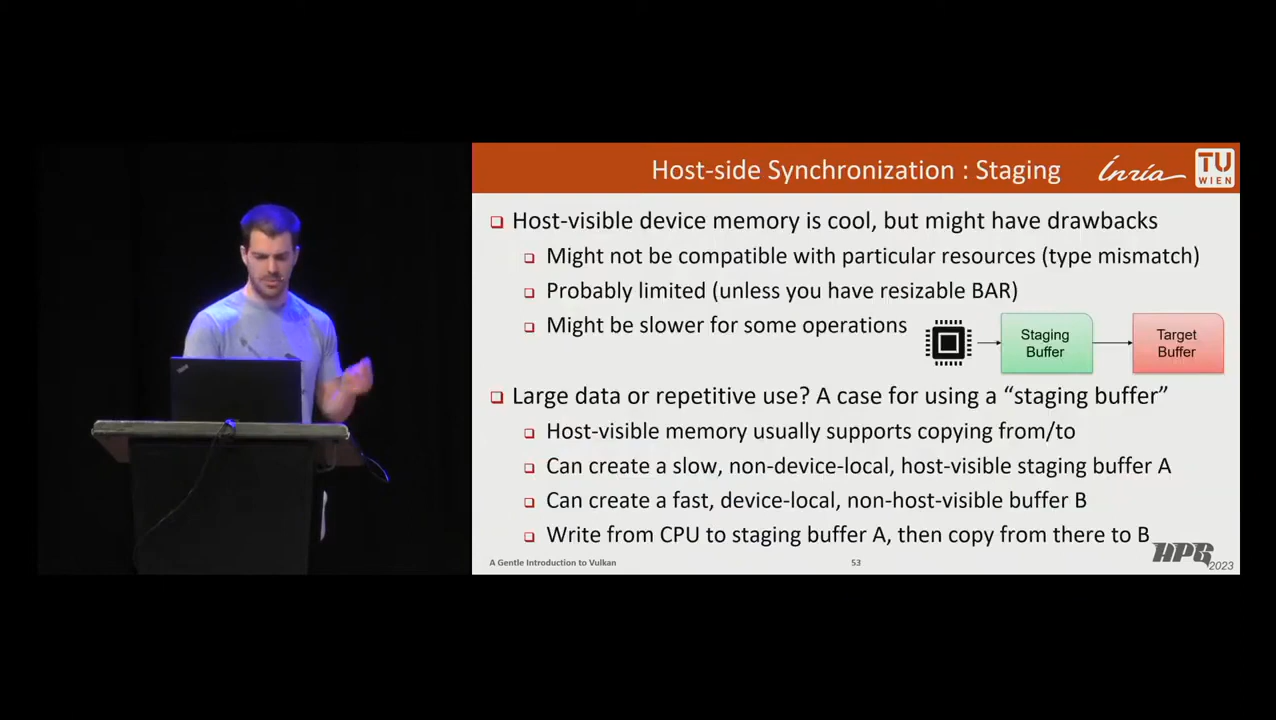 Host-side Synchronization : Staging
Inria
TU
WIEN
Host-visible device memory is cool, but might have drawbacks
Might not be compatible with particular resources (type mismatch)
Probably limited (unless you have resizable BAR)
Might be slower for some operations
Staging
Buffer
Target
Buffer
Large data or repetitive use? A case for using a “staging buffer”
Host-visible memory usually supports copying from/to
Can create a slow, non-device-local, host-visible staging buffer A
Can create a fast, device-local, non-host-visible buffer B
Write from CPU to staging buffer A, then copy from there to B
A Gentle Introduction to Vulkan
53
HPG
2023